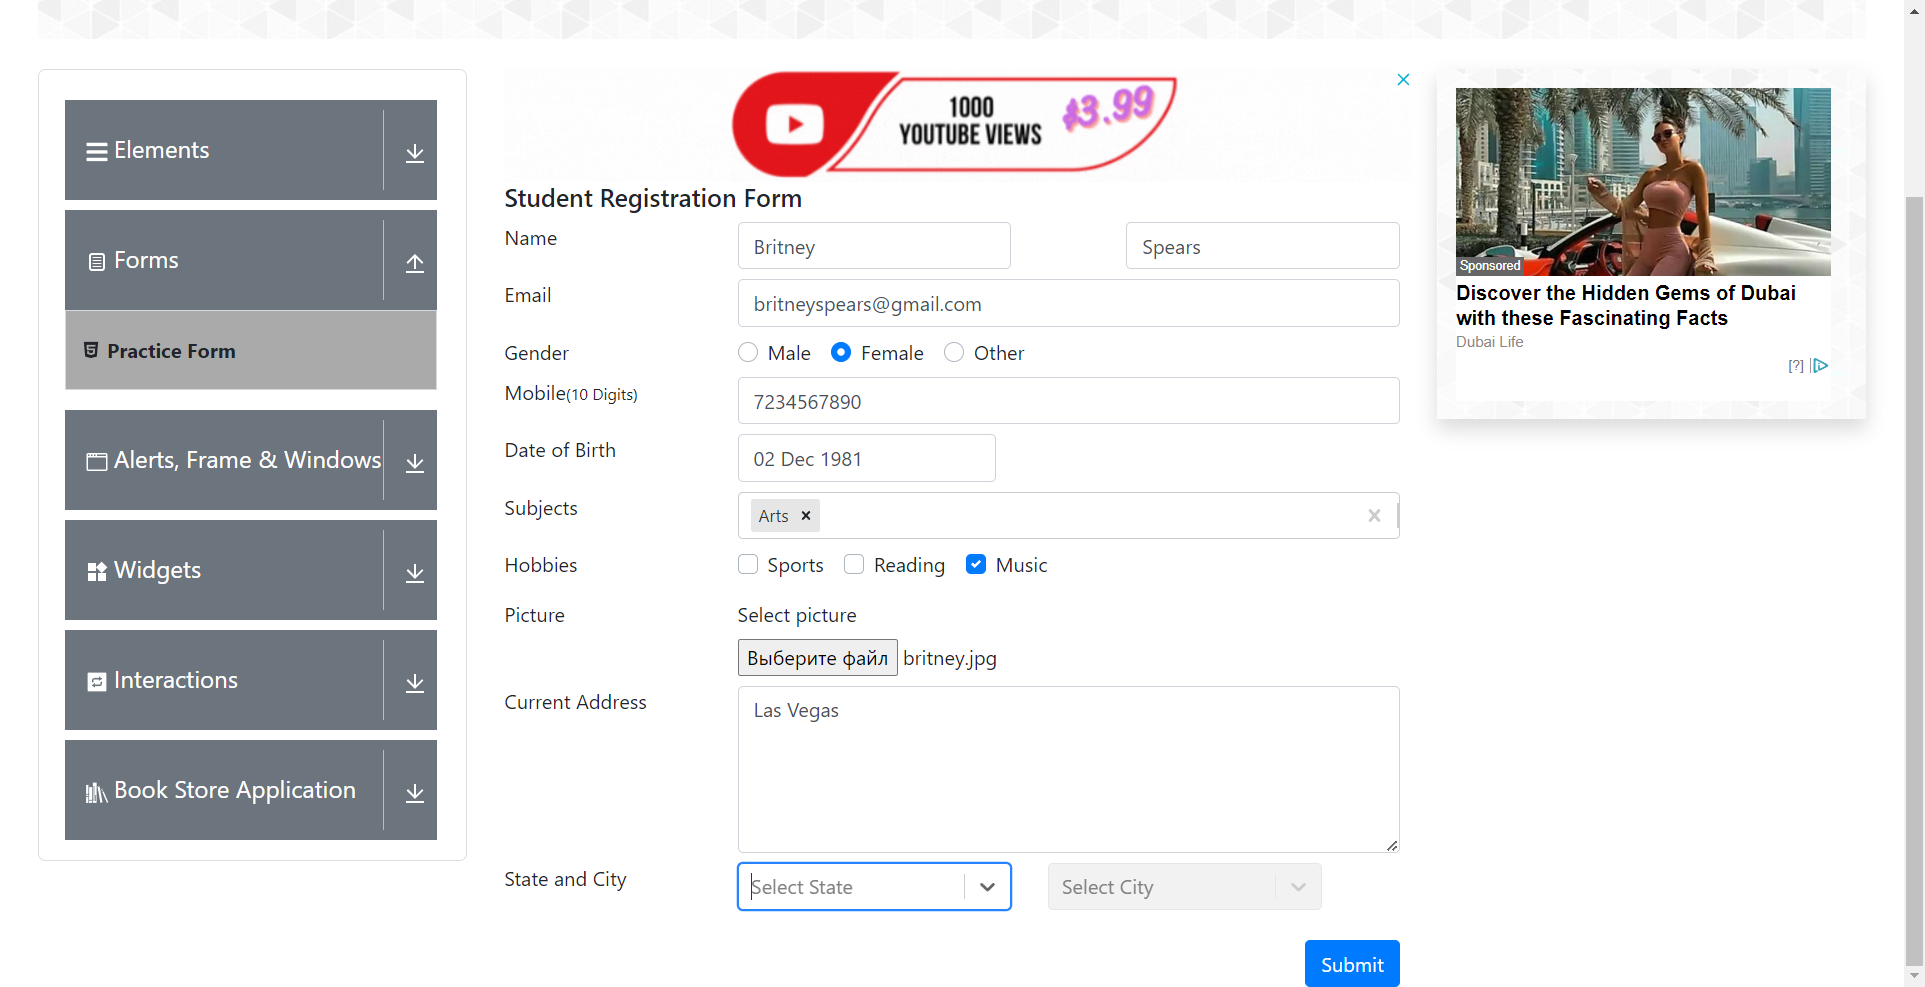 Elements
Forms
Practice Form
Alerts, Frame & Windows
Widgets
Interactions
Book Store Application
1000
YOUTUBE VIEWS
$3.99
Student Registration Form
Name
Britney
Spears
Email
britneyspears@gmail.com
Gender
Male
Female
Other
Mobile(10 Digits)
7234567890
Date of Birth
02 Dec 1981
Subjects
Arts
Hobbies
Sports
Reading
Music
Picture
Select picture
Выберите файл
britney.jpg
Current Address
Las Vegas
State and City
Select State
Select City
Submit
Sponsored
Discover the Hidden Gems of Dubai
with these Fascinating Facts
Dubai Life
[?]